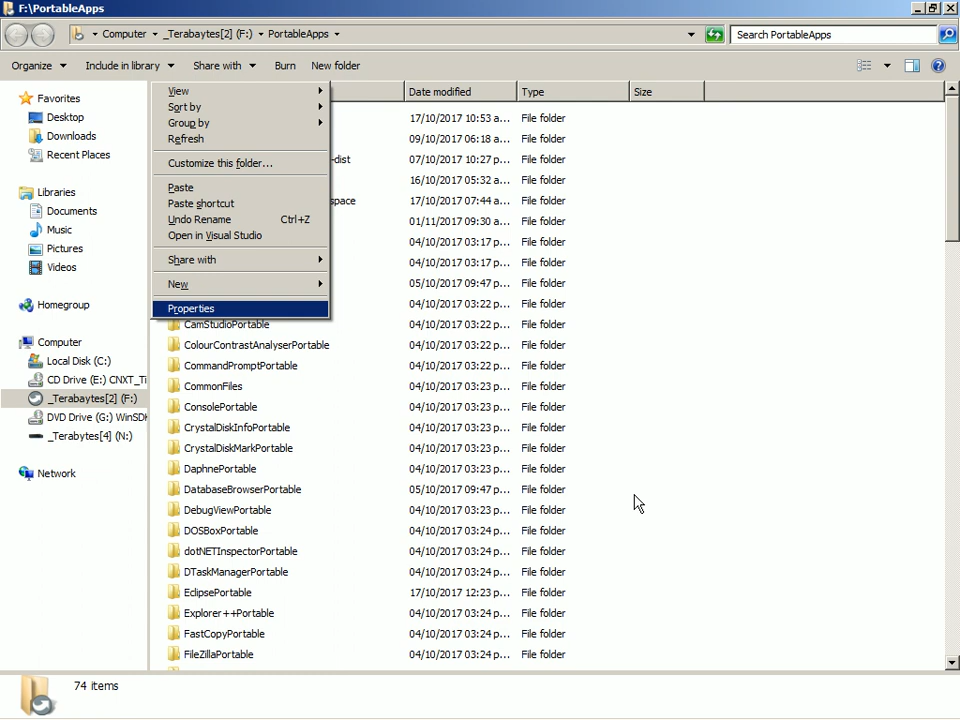 F:\PortableApps
Computer _Terabaytes[2] (F:) PortableApps
Search PortableApps
Organize Include in library Share with Burn New folder
Date modified Type Size
Favorites
Desktop
Downloads
Recent Places
Libraries
Documents
Music
Pictures
Videos
Homegroup
Computer
Local Disk (C:)
CD Drive (E:) CNXT_Ti
_Terabaytes[2] (F:)
DVD Drive (G:) WinSDK
_Terabytes[4] (N:)
Network
View
Sort by
Group by
Refresh
Customize this folder...
Paste
Paste shortcut
Undo Rename Ctrl+Z
Open in Visual Studio
Share with
New
Properties
17/10/2017 10:53 a... File folder
09/10/2017 06:18 a... File folder
-dist 07/10/2017 10:27 p... File folder
16/10/2017 05:32 a... File folder
space 17/10/2017 07:44 a... File folder
01/11/2017 09:30 a... File folder
04/10/2017 03:17 p... File folder
04/10/2017 03:17 p... File folder
05/10/2017 09:47 p... File folder
04/10/2017 03:22 p... File folder
CamStudioPortable 04/10/2017 03:22 p... File folder
ColourContrastAnalyserPortable 04/10/2017 03:22 p... File folder
CommandPromptPortable 04/10/2017 03:22 p... File folder
CommonFiles 04/10/2017 03:23 p... File folder
ConsolePortable 04/10/2017 03:23 p... File folder
CrystalDiskInfoPortable 04/10/2017 03:23 p... File folder
CrystalDiskMarkPortable 04/10/2017 03:23 p... File folder
DaphnePortable 04/10/2017 03:23 p... File folder
DatabaseBrowserPortable 05/10/2017 09:47 p... File folder
DebugViewPortable 04/10/2017 03:23 p... File folder
DOSBoxPortable 04/10/2017 03:24 p... File folder
dotNETInspectorPortable 04/10/2017 03:24 p... File folder
DTaskManagerPortable 04/10/2017 03:24 p... File folder
EclipsePortable 17/10/2017 12:23 p... File folder
Explorer++Portable 04/10/2017 03:24 p... File folder
FastCopyPortable 04/10/2017 03:24 p... File folder
FileZillaPortable 04/10/2017 03:24 p... File folder
74 items